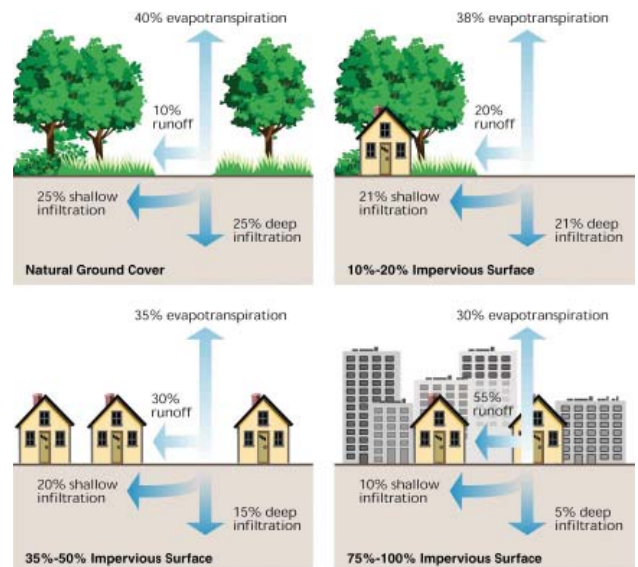 40% evapotranspiration
10%
runoff
25% shallow
infiltration
25% deep
infiltration
Natural Ground Cover
38% evapotranspiration
20%
runoff
21% shallow
infiltration
21% deep
infiltration
10%-20% Impervious Surface
35% evapotranspiration
30%
runoff
20% shallow
infiltration
15% deep
infiltration
35%-50% Impervious Surface
30% evapotranspiration
55%
runoff
10% shallow
infiltration
5% deep
infiltration
75%-100% Impervious Surface